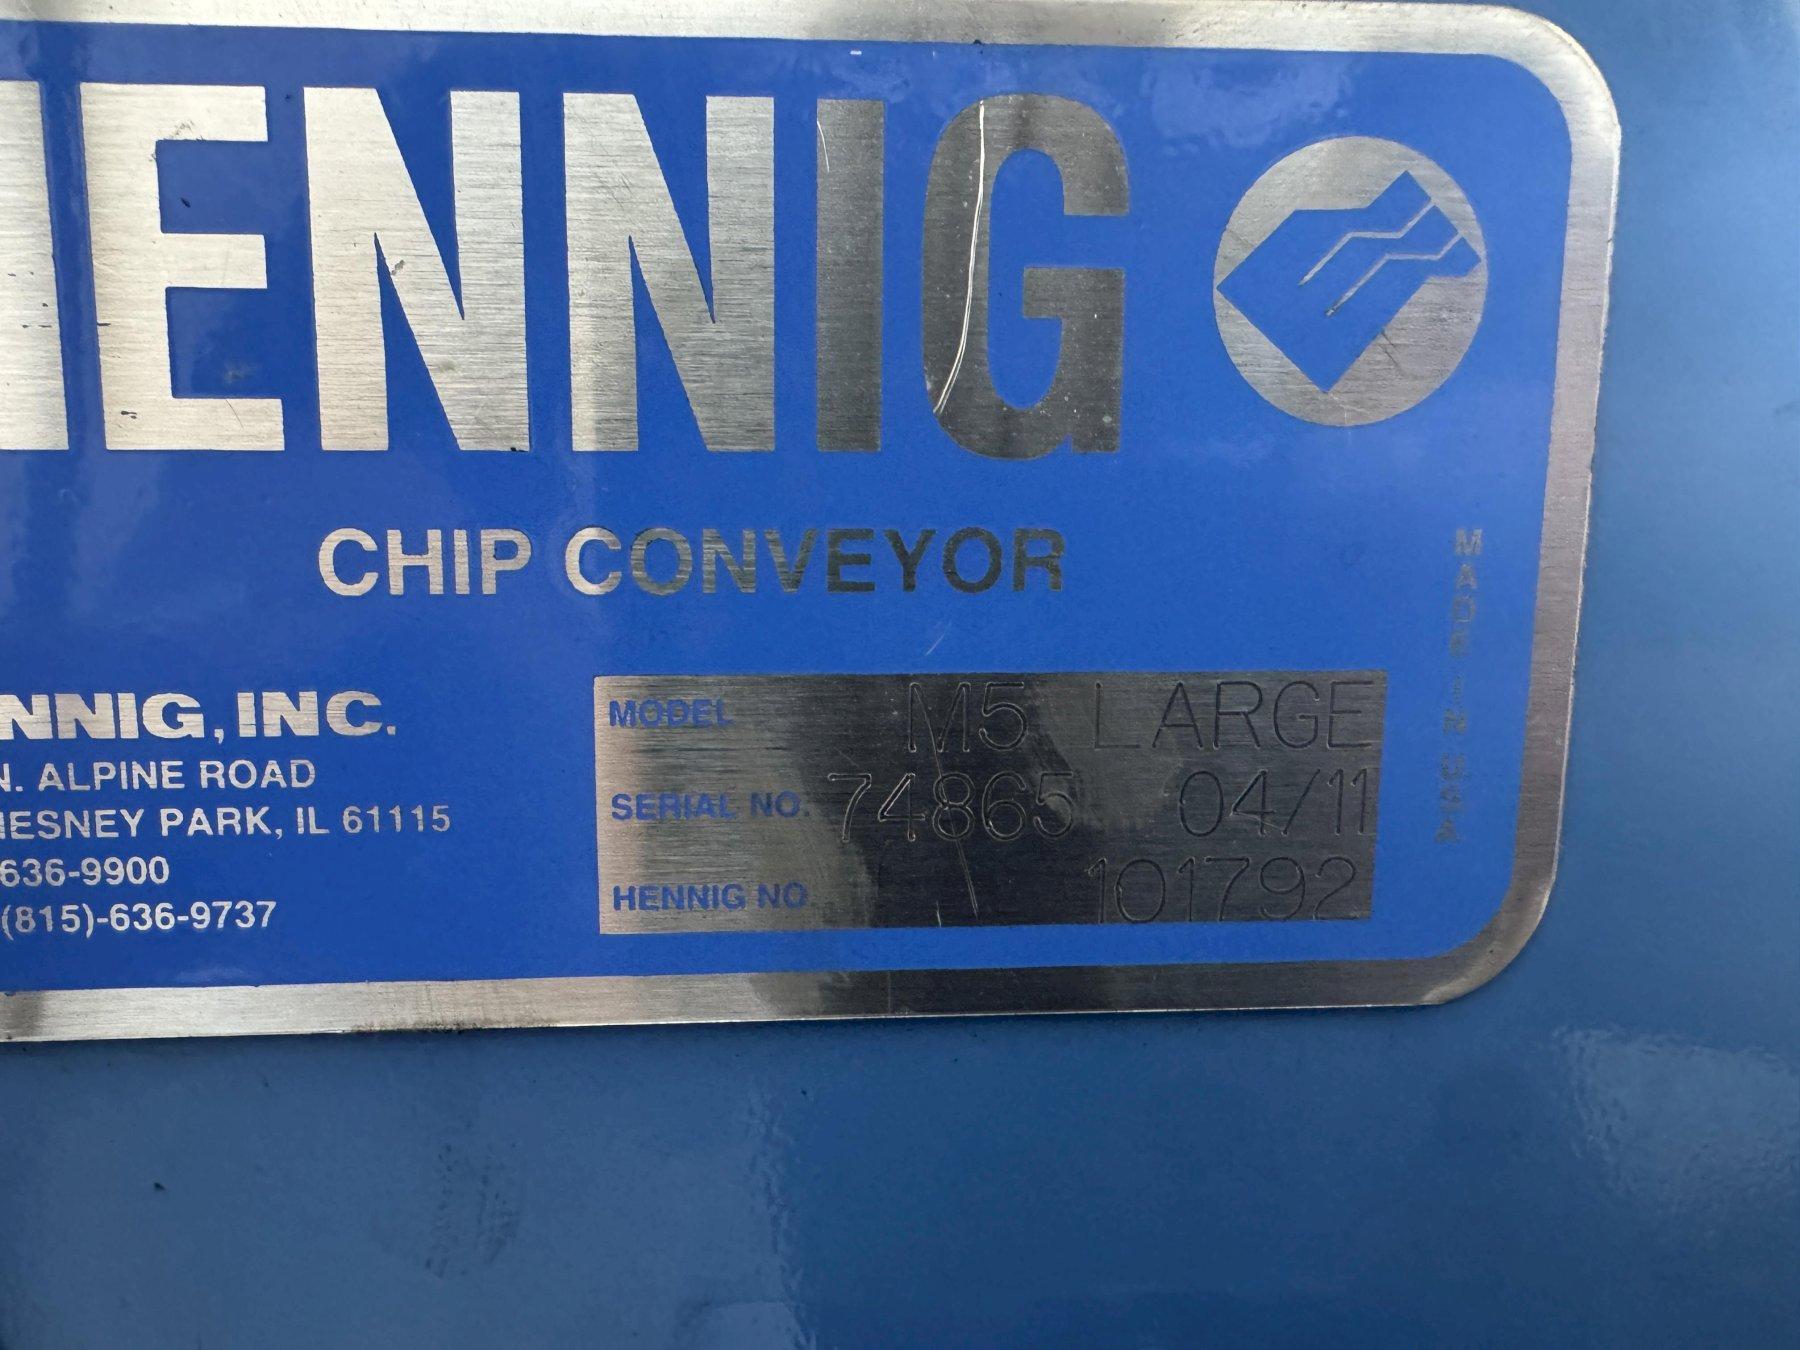 HENNIG
CHIP CONVEYOR
MADE IN USA
NNIG, INC.
N. ALPINE ROAD
HESNEY PARK, IL 61115
636-9900
(815)-636-9737
MODEL M5 LARGE
SERIAL NO. 74865 04/11
HENNIG NO. 101792